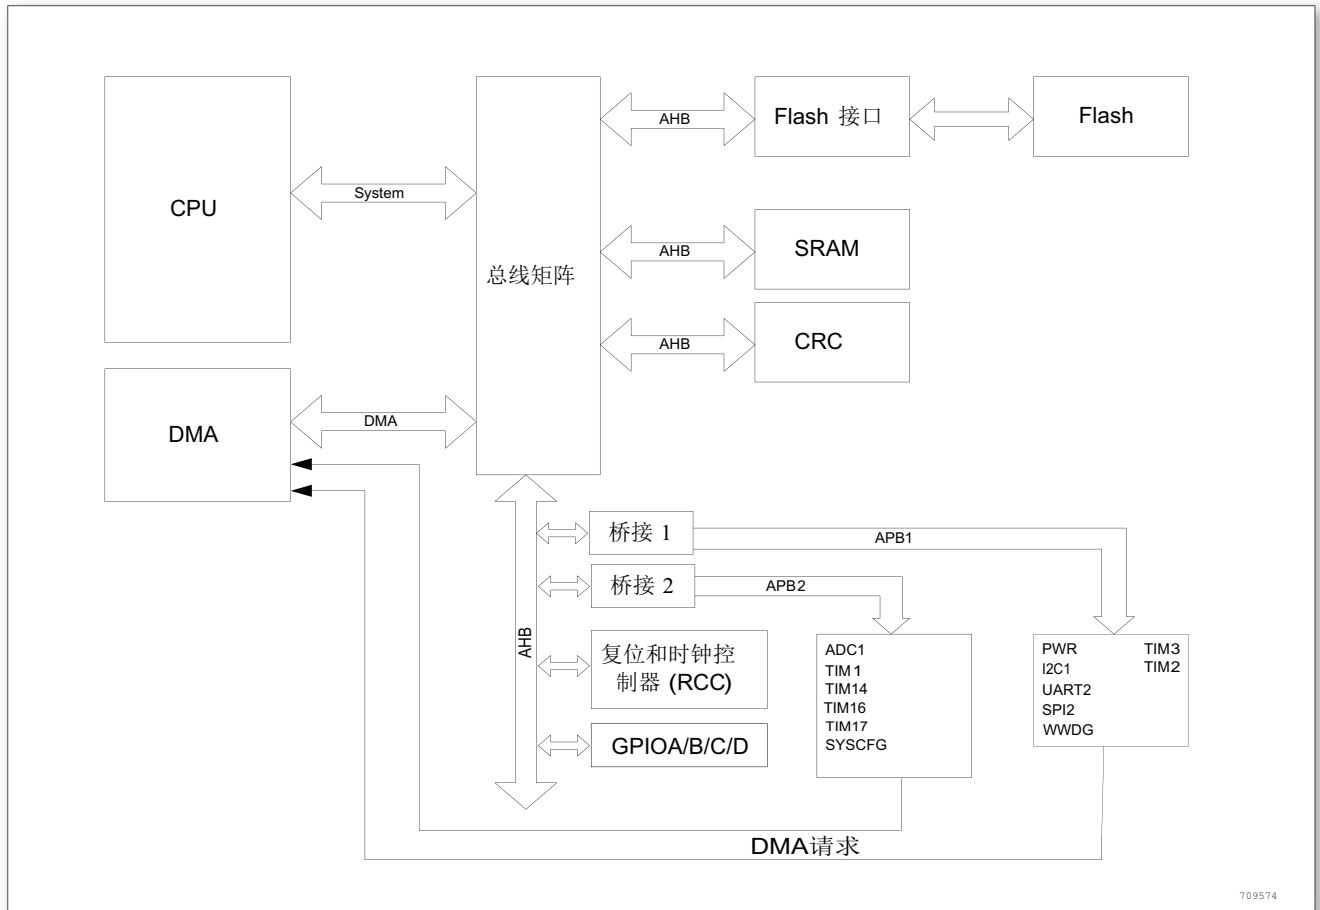 CPU
System
总线矩阵
AHB
Flash 接口
Flash
AHB
SRAM
AHB
CRC
DMA
DMA
AHB
桥接 1
APB1
桥接 2
APB2
复位和时钟控
制器 (RCC)
GPIOA/B/C/D
ADC1
TIM1
TIM14
TIM16
TIM17
SYSCFG
PWR
I2C1
UART2
SPI2
WWDG
TIM3
TIM2
DMA请求
709574